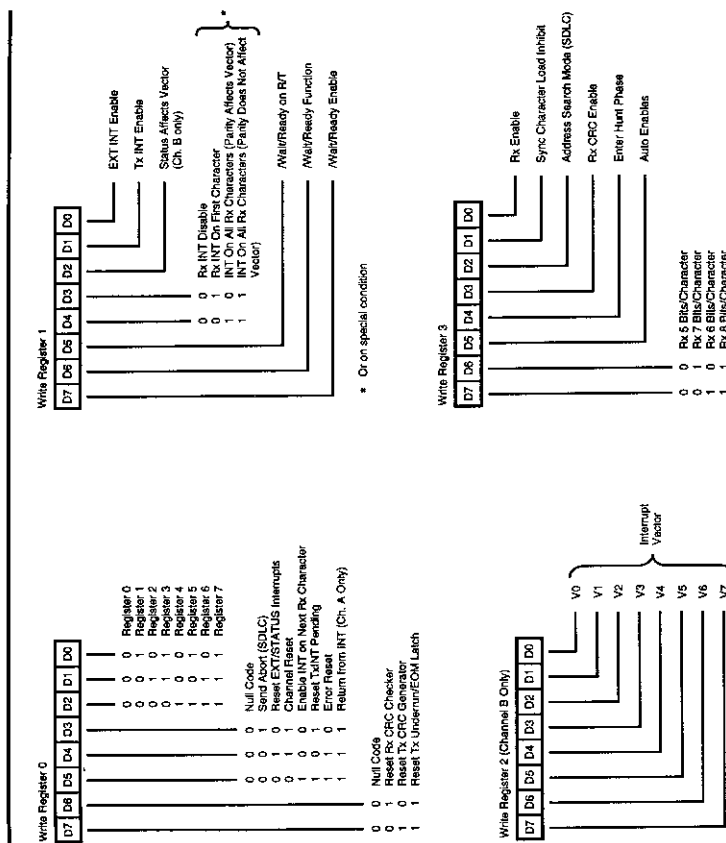 Write Register 0
D7 D6 D5 D4 D3 D2 D1 D0
0 0 0 Register 0
0 0 1 Register 1
0 1 0 Register 2
0 1 1 Register 3
1 0 0 Register 4
1 0 1 Register 5
1 1 0 Register 6
1 1 1 Register 7
0 0 0 Null Code
0 0 1 Send Abort (SDLC)
0 1 0 Reset EXT/STATUS Interrupts
0 1 1 Channel Reset
1 0 0 Enable INT on Next Rx Character
1 0 1 Reset TxINT Pending
1 1 0 Error Reset
1 1 1 Return from INT (Ch. A Only)
0 0 Null Code
0 1 Reset Rx CRC Checker
1 0 Reset Tx CRC Generator
1 1 Reset Tx Underrun/EOM Latch
Write Register 1
D7 D6 D5 D4 D3 D2 D1 D0
EXT INT Enable
Tx INT Enable
Status Affects Vector
(Ch. B only)
0 0 Rx INT Disable
0 1 Rx INT On First Character
1 0 INT On All Rx Characters (Parity Affects Vector)
1 1 INT On All Rx Characters (Parity Does Not Affect
Vector)
*
/Wait/Ready on R/T
/Wait/Ready Function
/Wait/Ready Enable
* Or on special condition
Write Register 2 (Channel B Only)
D7 D6 D5 D4 D3 D2 D1 D0
V0
V1
V2
V3
V4
V5
V6
V7
Interrupt
Vector
Write Register 3
D7 D6 D5 D4 D3 D2 D1 D0
Rx Enable
Sync Character Load Inhibit
Address Search Mode (SDLC)
Rx CRC Enable
Enter Hunt Phase
Auto Enables
0 0 Rx 5 Bits/Character
0 1 Rx 7 Bits/Character
1 0 Rx 6 Bits/Character
1 1 Rx 8 Bits/Character